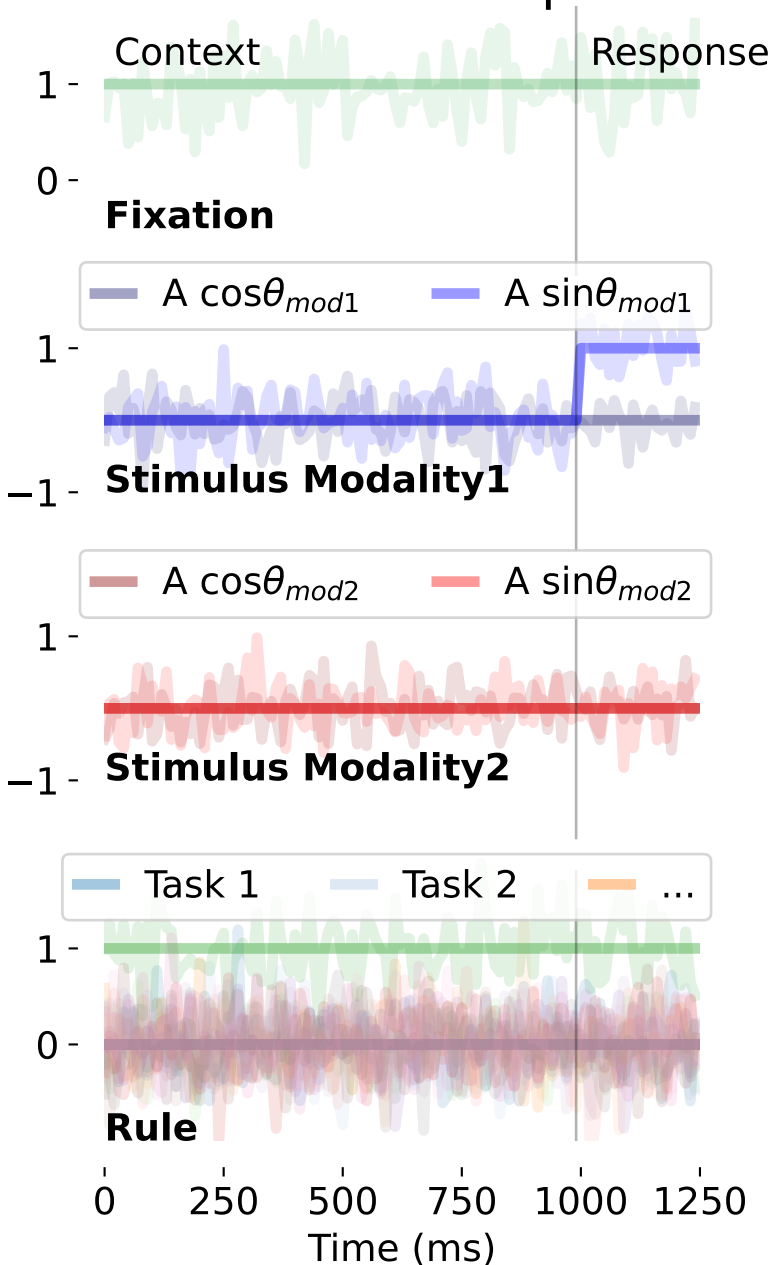 Context Response
1
0
Fixation
A cosθmod1 A sinθmod1
1
−1
Stimulus Modality1
A cosθmod2 A sinθmod2
1
−1
Stimulus Modality2
Task 1 Task 2 ...
1
0
Rule
0 250 500 750 1000 1250
Time (ms)